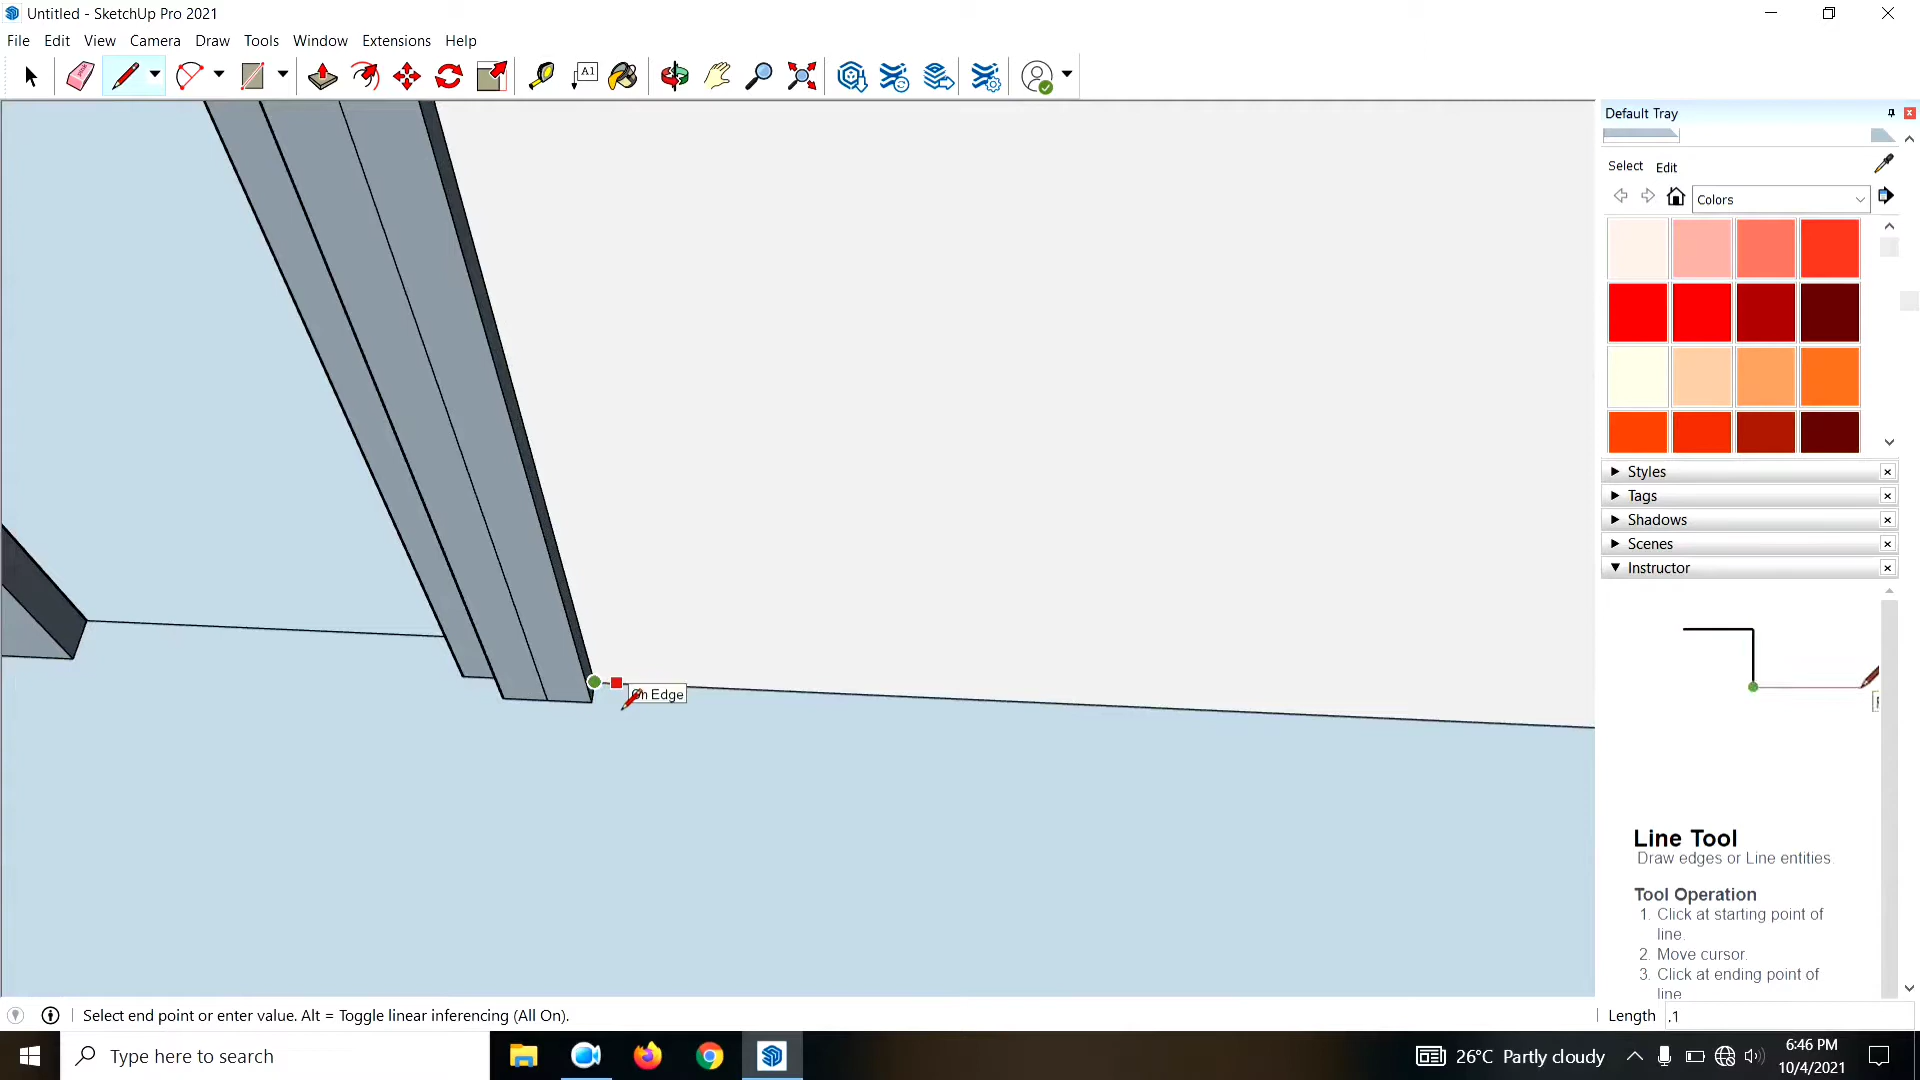 Untitled - SketchUp Pro 2021
File Edit View Camera Draw Tools Window Extensions Help
A1
Default Tray
Select Edit
Colors
Styles
Tags
Shadows
Scenes
Instructor
On Edge
Line Tool
Draw edges or Line entities.
Tool Operation
1. Click at starting point of
line.
2. Move cursor.
3. Click at ending point of
line
Select end point or enter value. Alt = Toggle linear inferencing (All On).
Length .1
Type here to search
26°C Partly cloudy
6:46 PM
10/4/2021